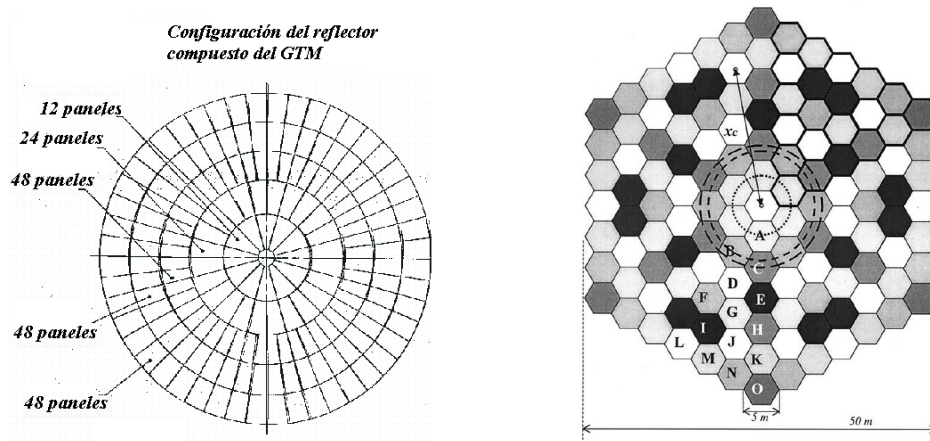 Configuración del reflector
compuesto del GTM
12 paneles
24 paneles
48 paneles
48 paneles
48 paneles
xc
A
B
C
D
F
E
G
I
H
L
J
M
K
N
O
5 m
50 m